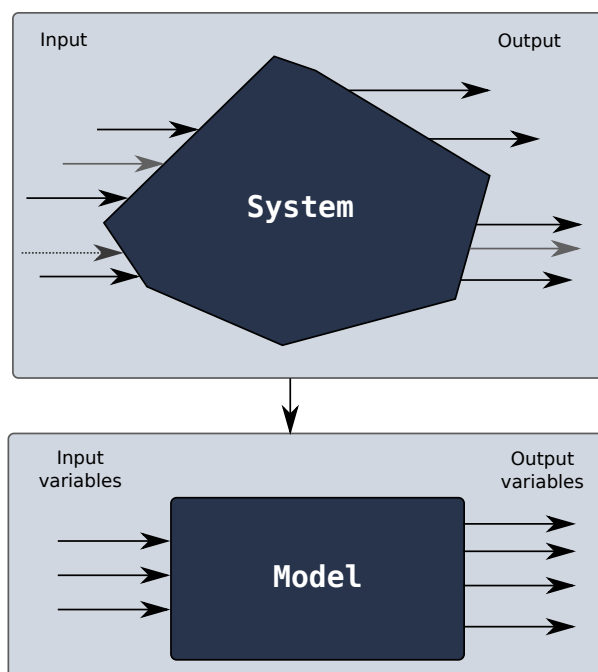 Input
Output
System
Input
variables
Output
variables
Model